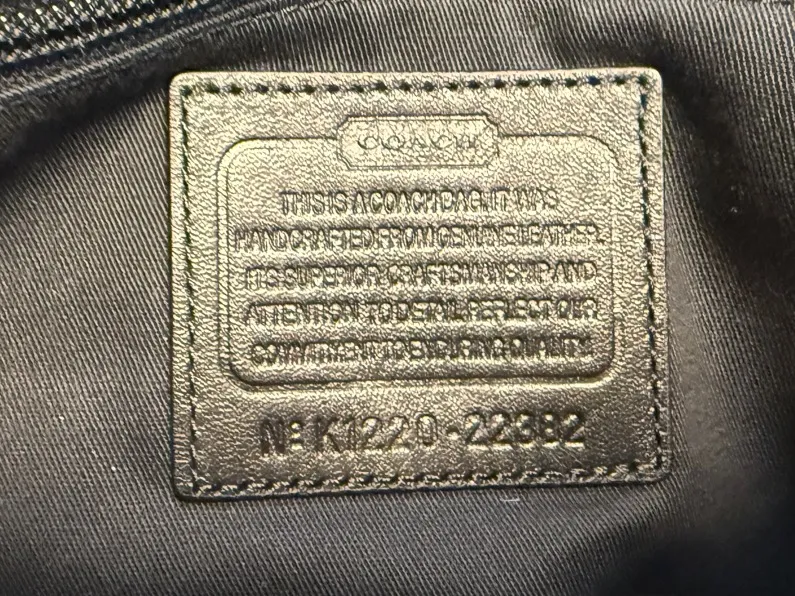 COACH
THIS IS A COACH BAG. IT WAS
HANDCRAFTED FROM GENUINE LEATHER.
ITS SUPERIOR CRAFTSMANSHIP AND
ATTENTION TO DETAIL REFLECT OUR
COMMITMENT TO ENDURING QUALITY.
Nº K1220-22382